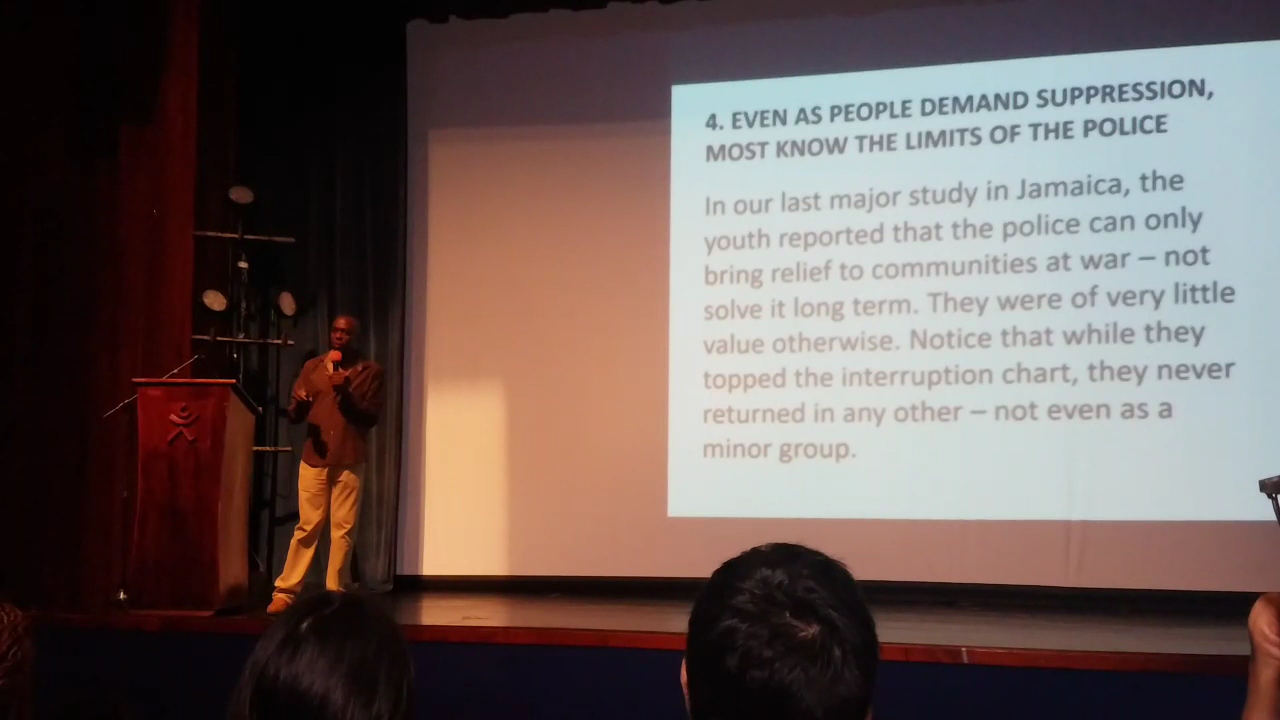 4. EVEN AS PEOPLE DEMAND SUPPRESSION,
MOST KNOW THE LIMITS OF THE POLICE
In our last major study in Jamaica, the
youth reported that the police can only
bring relief to communities at war – not
solve it long term. They were of very little
value otherwise. Notice that while they
topped the interruption chart, they never
returned in any other – not even as a
minor group.